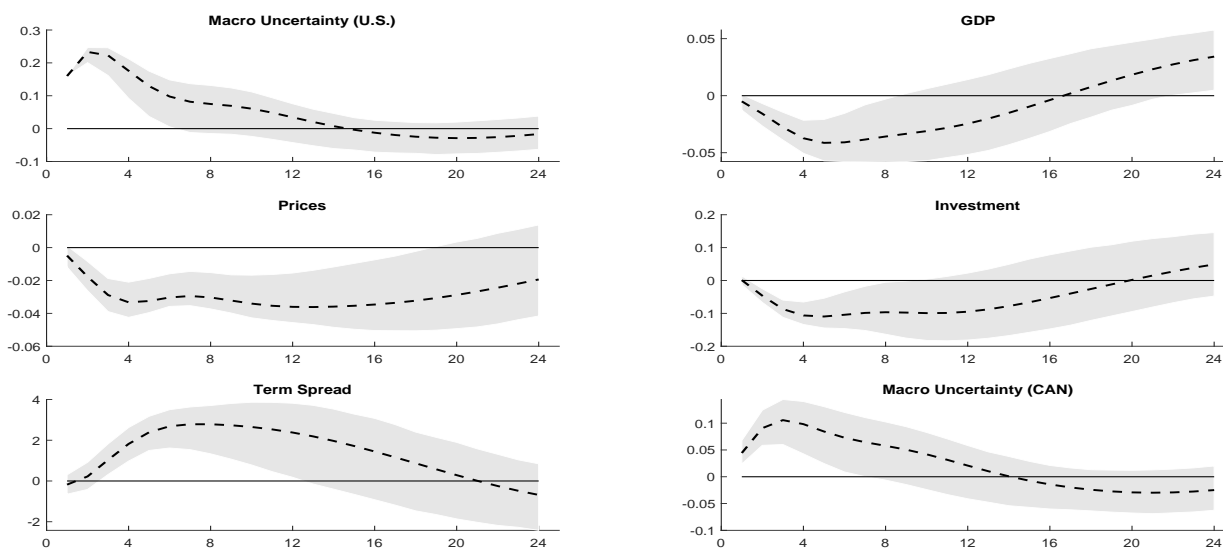 Macro Uncertainty (U.S.)
0.3
0.2
0.1
0
-0.1
0 4 8 12 16 20 24
GDP
0.05
0
-0.05
0 4 8 12 16 20 24
Prices
0.02
0
-0.02
-0.04
-0.06
0 4 8 12 16 20 24
Investment
0.2
0.1
0
-0.1
-0.2
0 4 8 12 16 20 24
Term Spread
4
2
0
-2
0 4 8 12 16 20 24
Macro Uncertainty (CAN)
0.1
0.05
0
-0.05
-0.1
0 4 8 12 16 20 24